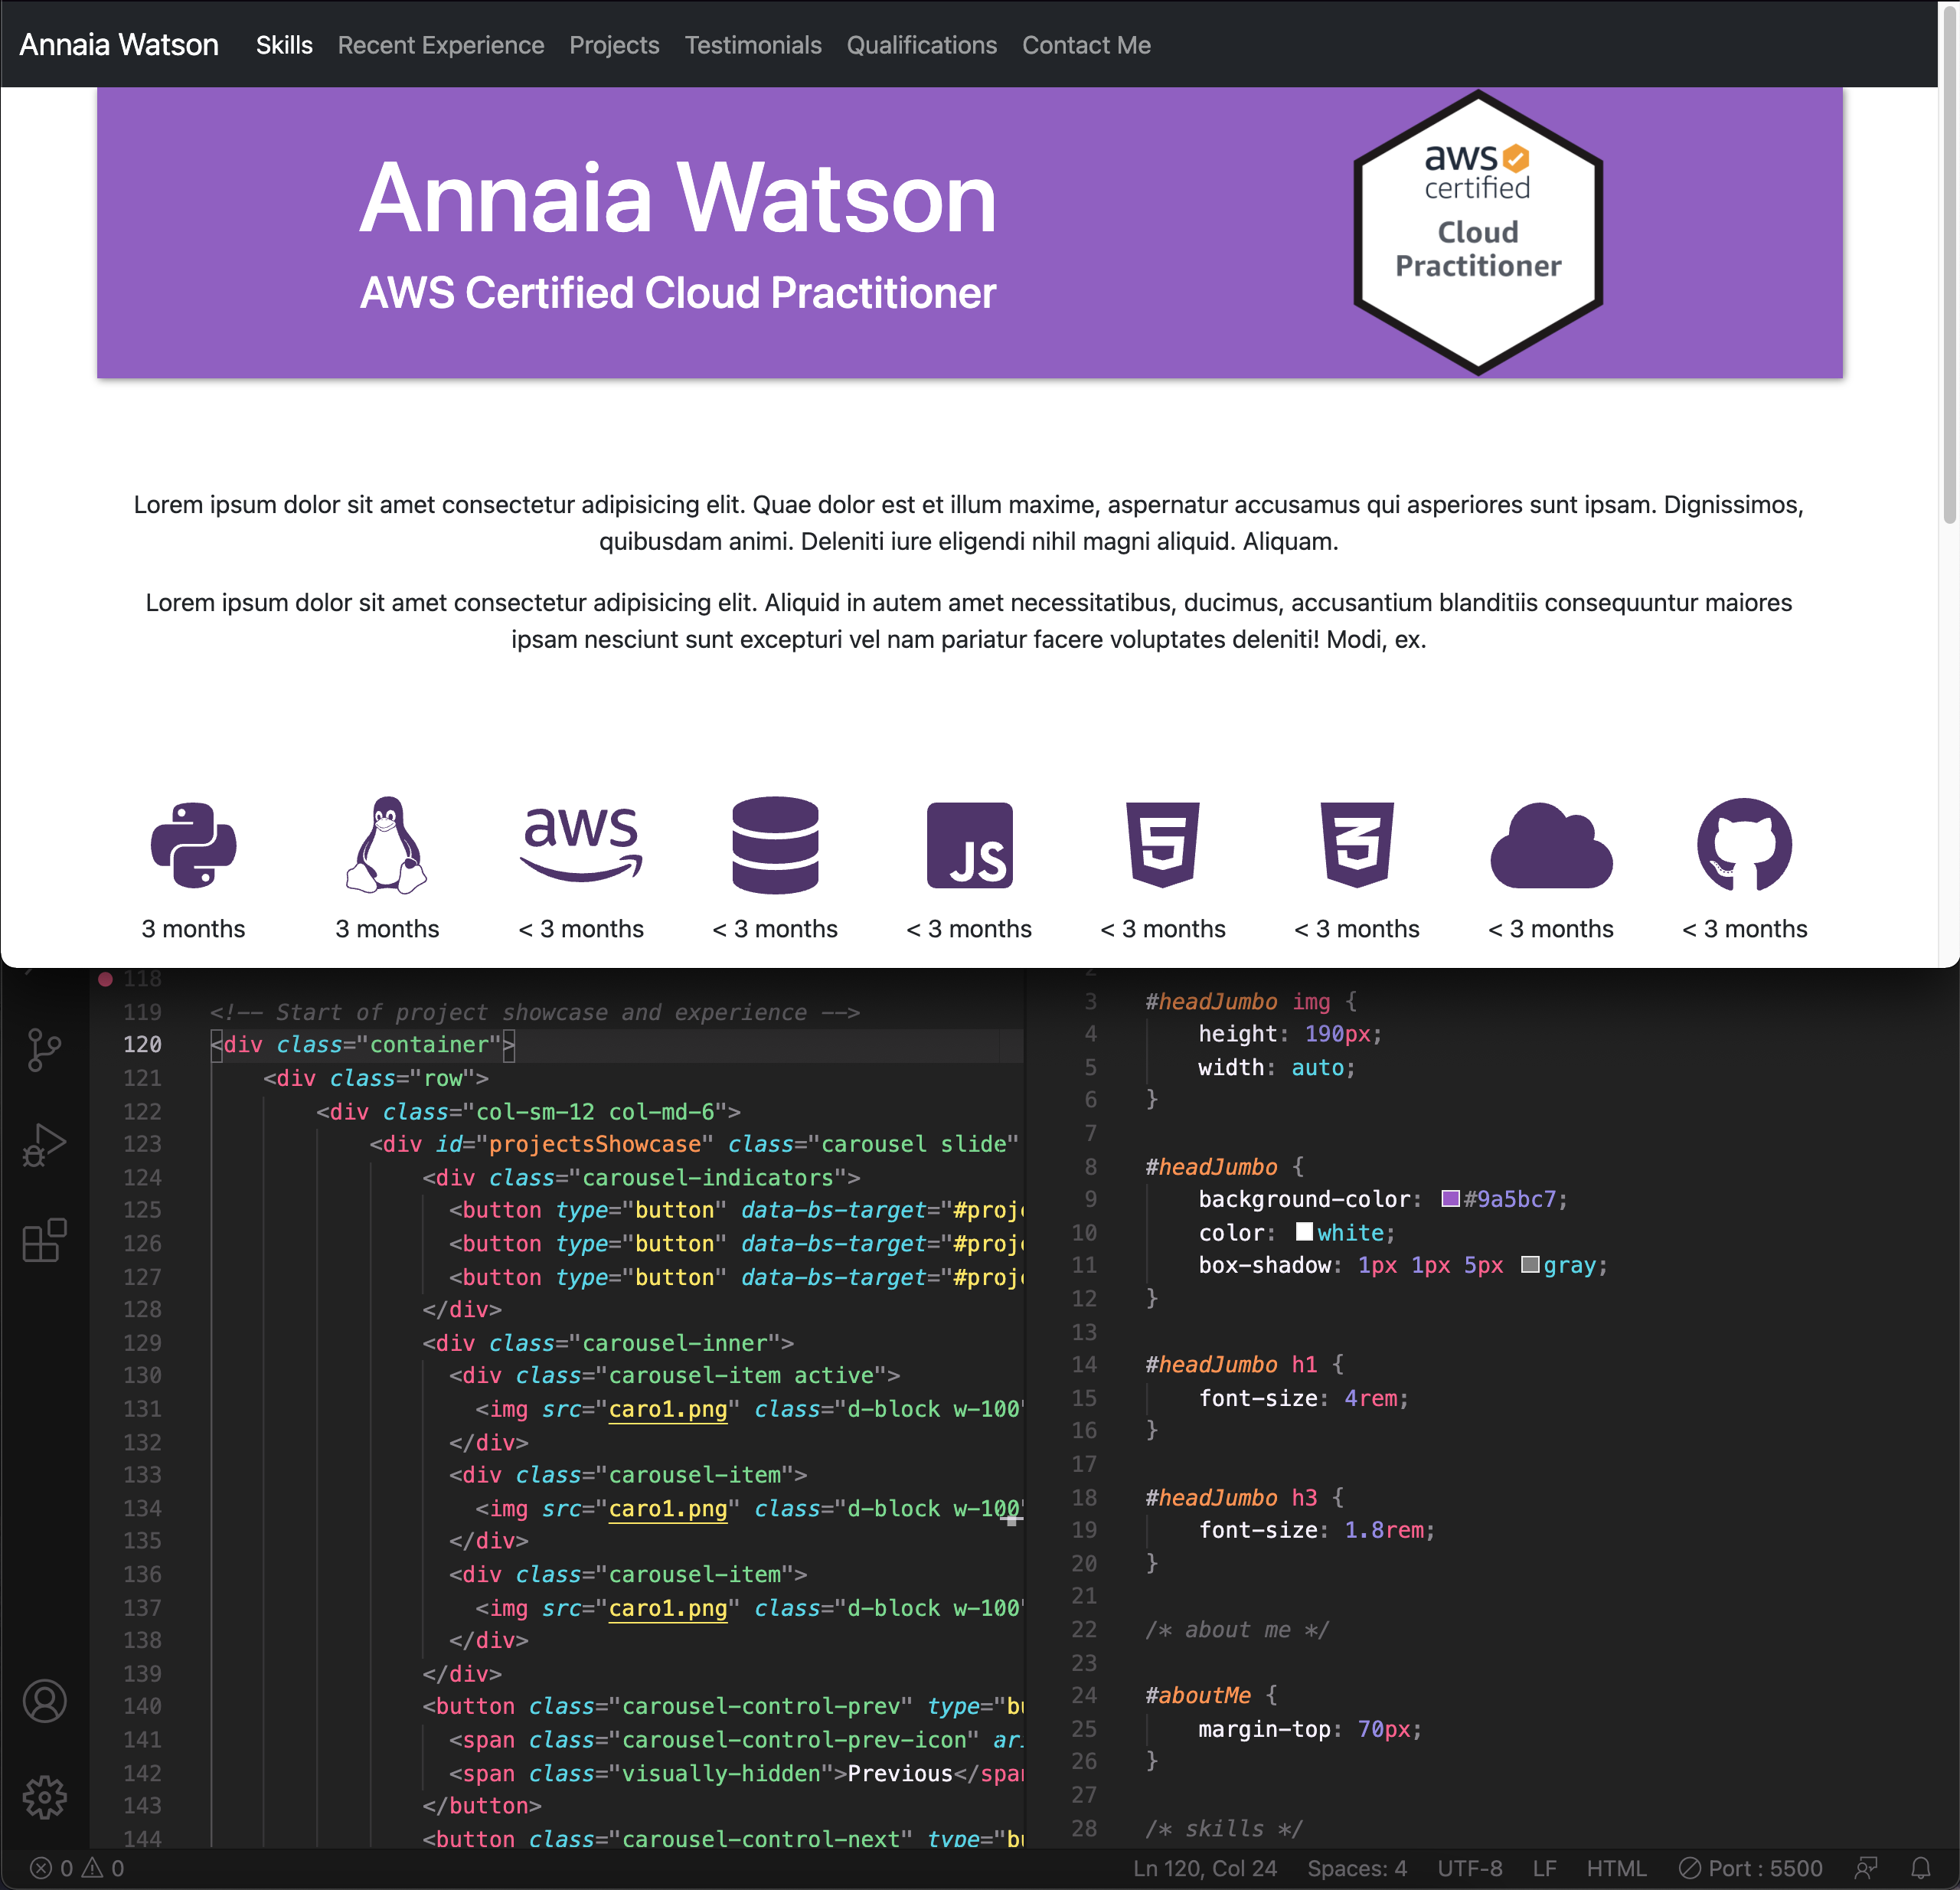 Annaia Watson Skills Recent Experience Projects Testimonials Qualifications Contact Me
Annaia Watson
AWS Certified Cloud Practitioner
aws
certified
Cloud
Practitioner
Lorem ipsum dolor sit amet consectetur adipisicing elit. Quae dolor est et illum maxime, aspernatur accusamus qui asperiores sunt ipsam. Dignissimos,
quibusdam animi. Deleniti iure eligendi nihil magni aliquid. Aliquam.
Lorem ipsum dolor sit amet consectetur adipisicing elit. Aliquid in autem amet necessitatibus, ducimus, accusantium blanditiis consequuntur maiores
ipsam nesciunt sunt excepturi vel nam pariatur facere voluptates deleniti! Modi, ex.
aws JS 5 3
3 months 3 months < 3 months < 3 months < 3 months < 3 months < 3 months < 3 months < 3 months
118
119 <!-- Start of project showcase and experience -->
120 <div class="container">
121 <div class="row">
122 <div class="col-sm-12 col-md-6">
123 <div id="projectsShowcase" class="carousel slide"
124 <div class="carousel-indicators">
125 <button type="button" data-bs-target="#proj
126 <button type="button" data-bs-target="#proj
127 <button type="button" data-bs-target="#proj
128 </div>
129 <div class="carousel-inner">
130 <div class="carousel-item active">
131 <img src="caro1.png" class="d-block w-100"
132 </div>
133 <div class="carousel-item">
134 <img src="caro1.png" class="d-block w-100"
135 </div>
136 <div class="carousel-item">
137 <img src="caro1.png" class="d-block w-100"
138 </div>
139 </div>
140 <button class="carousel-control-prev" type="bu
141 <span class="carousel-control-prev-icon" ar
142 <span class="visually-hidden">Previous</spa
143 </button>
144 <button class="carousel-control-next" type="bu
2
3 #headJumbo img {
4 height: 190px;
5 width: auto;
6 }
7
8 #headJumbo {
9 background-color: #9a5bc7;
10 color: white;
11 box-shadow: 1px 1px 5px gray;
12 }
13
14 #headJumbo h1 {
15 font-size: 4rem;
16 }
17
18 #headJumbo h3 {
19 font-size: 1.8rem;
20 }
21
22 /* about me */
23
24 #aboutMe {
25 margin-top: 70px;
26 }
27
28 /* skills */
0 0 Ln 120, Col 24 Spaces: 4 UTF-8 LF HTML Port : 5500